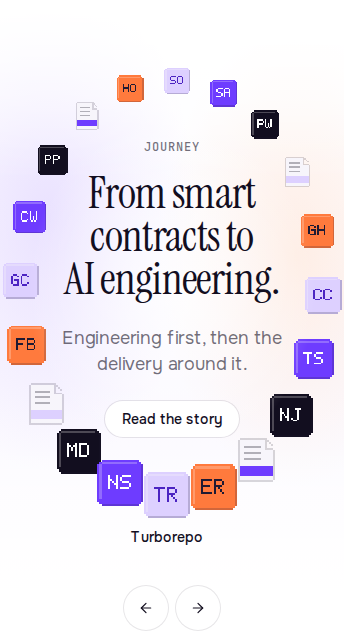 HO
SO
SA
PW
PP
JOURNEY
From smart
contracts to
AI engineering.
CW
GH
GC
CC
Engineering first, then the
delivery around it.
FB
TS
Read the story
NJ
MD
NS
TR
ER
Turborepo